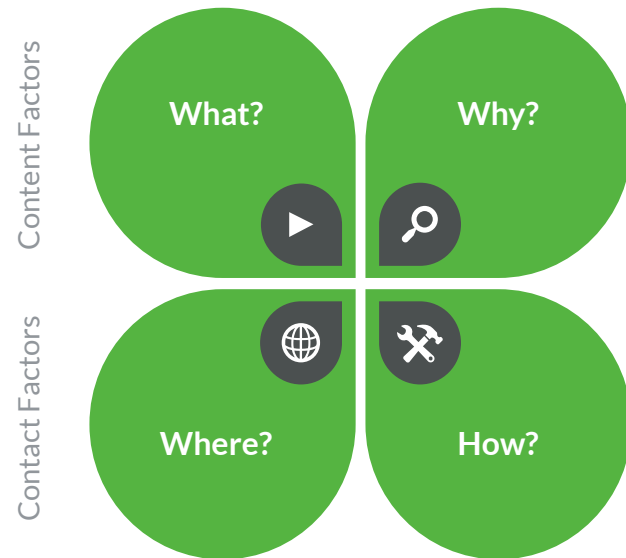 Content Factors
What?
Why?
Contact Factors
Where?
How?